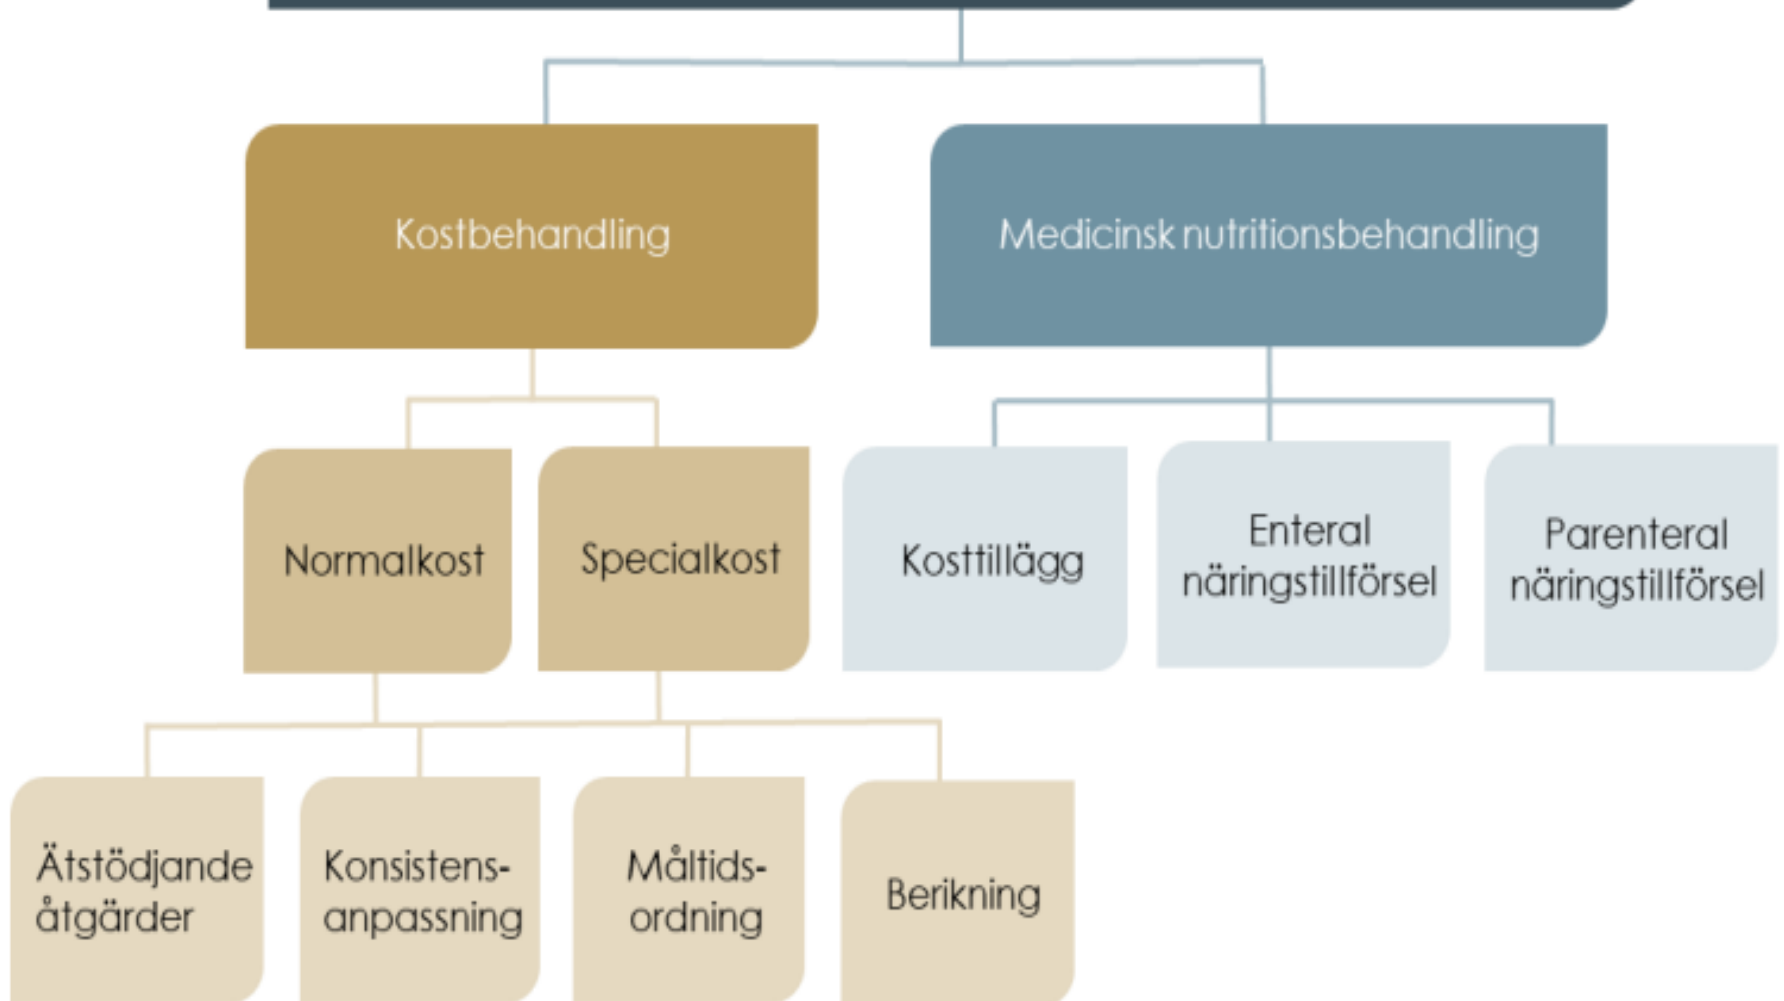 Kostbehandling
Medicinsk nutritionsbehandling
Normalkost
Specialkost
Kosttillägg
Enteral
näringstillförsel
Parenteral
näringstillförsel
Ätstödjande
åtgärder
Konsistens-
anpassning
Måltids-
ordning
Berikning